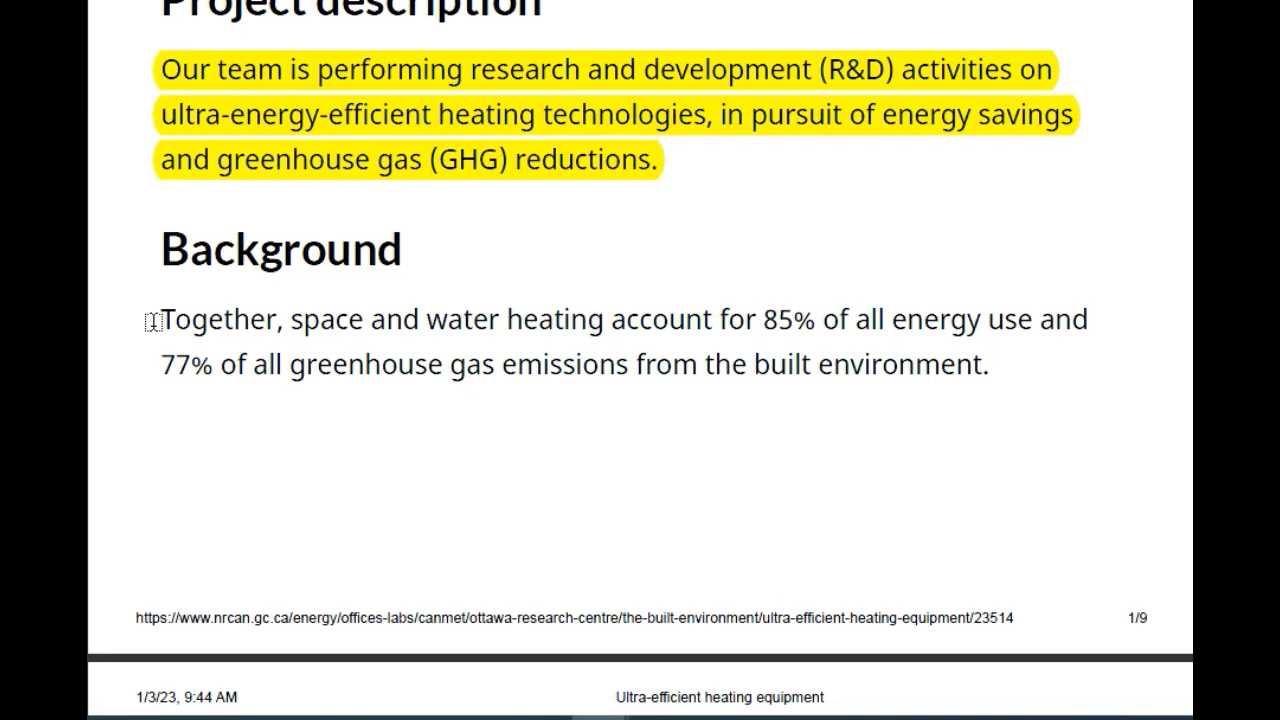 Project description
Our team is performing research and development (R&D) activities on
ultra-energy-efficient heating technologies, in pursuit of energy savings
and greenhouse gas (GHG) reductions.
Background
Together, space and water heating account for 85% of all energy use and
77% of all greenhouse gas emissions from the built environment.
https://www.nrcan.gc.ca/energy/offices-labs/canmet/ottawa-research-centre/the-built-environment/ultra-efficient-heating-equipment/23514 1/9
1/3/23, 9:44 AM Ultra-efficient heating equipment